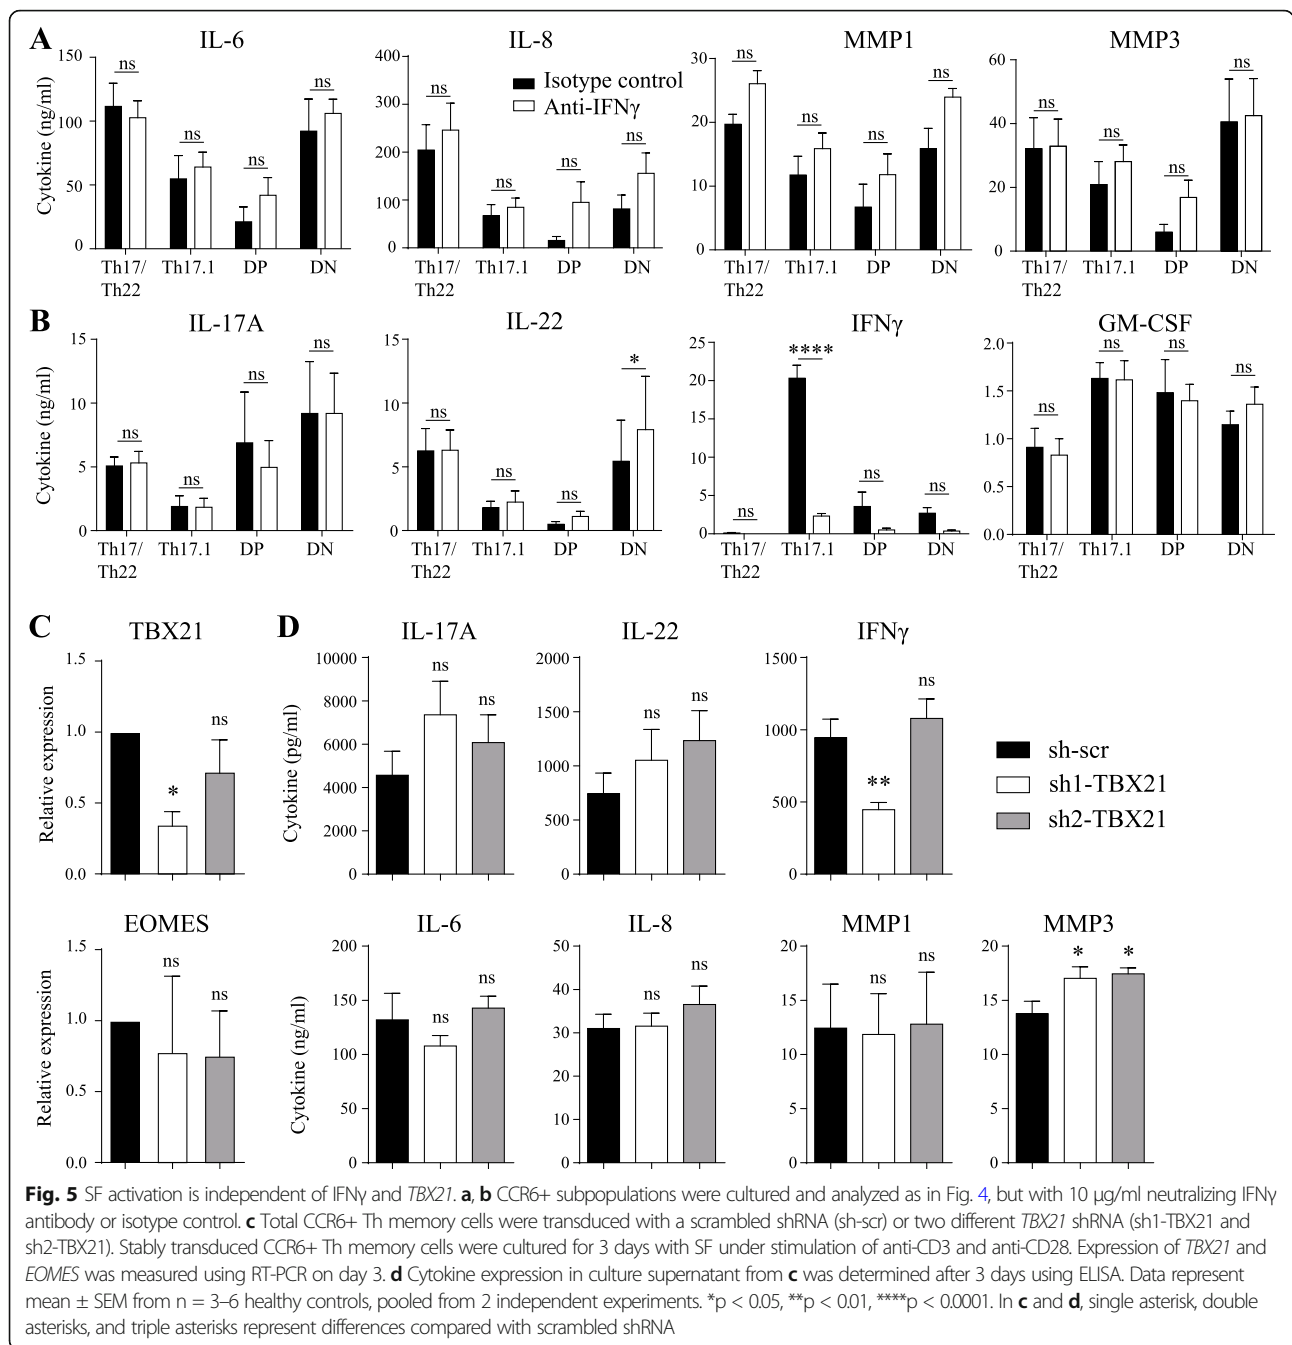 A
IL-6
IL-8
MMP1
MMP3
Cytokine (ng/ml)
150
100
50
0
ns
ns
ns
ns
Th17/
Th22
Th17.1
DP
DN
400
300
200
100
0
Isotype control
Anti-IFNγ
ns
ns
ns
ns
Th17/
Th22
Th17.1
DP
DN
30
20
10
0
ns
ns
ns
ns
Th17/
Th22
Th17.1
DP
DN
60
40
20
0
ns
ns
ns
ns
Th17/
Th22
Th17.1
DP
DN
B
IL-17A
IL-22
IFNγ
GM-CSF
Cytokine (ng/ml)
15
10
5
0
ns
ns
ns
ns
Th17/
Th22
Th17.1
DP
DN
15
10
5
0
ns
ns
ns
*
Th17/
Th22
Th17.1
DP
DN
25
20
15
10
5
0
ns
****
ns
ns
Th17/
Th22
Th17.1
DP
DN
2.0
1.5
1.0
0.5
0.0
ns
ns
ns
ns
Th17/
Th22
Th17.1
DP
DN
C
TBX21
Relative expression
1.5
1.0
0.5
0.0
*
ns
D
IL-17A
Cytokine (pg/ml)
10000
8000
6000
4000
2000
0
ns
ns
IL-22
2000
1500
1000
500
0
ns
ns
IFNγ
1500
1000
500
0
**
ns
sh-scr
sh1-TBX21
sh2-TBX21
EOMES
Relative expression
1.5
1.0
0.5
0.0
ns
ns
IL-6
Cytokine (ng/ml)
200
150
100
50
0
ns
ns
IL-8
50
40
30
20
10
0
ns
ns
MMP1
20
15
10
5
0
ns
ns
MMP3
20
15
10
5
0
*
*
Fig. 5 SF activation is independent of IFNγ and TBX21. a, b CCR6+ subpopulations were cultured and analyzed as in Fig. 4, but with 10 μg/ml neutralizing IFNγ
antibody or isotype control. c Total CCR6+ Th memory cells were transduced with a scrambled shRNA (sh-scr) or two different TBX21 shRNA (sh1-TBX21 and
sh2-TBX21). Stably transduced CCR6+ Th memory cells were cultured for 3 days with SF under stimulation of anti-CD3 and anti-CD28. Expression of TBX21 and
EOMES was measured using RT-PCR on day 3. d Cytokine expression in culture supernatant from c was determined after 3 days using ELISA. Data represent
mean ± SEM from n = 3–6 healthy controls, pooled from 2 independent experiments. *p < 0.05, **p < 0.01, ****p < 0.0001. In c and d, single asterisk, double
asterisks, and triple asterisks represent differences compared with scrambled shRNA